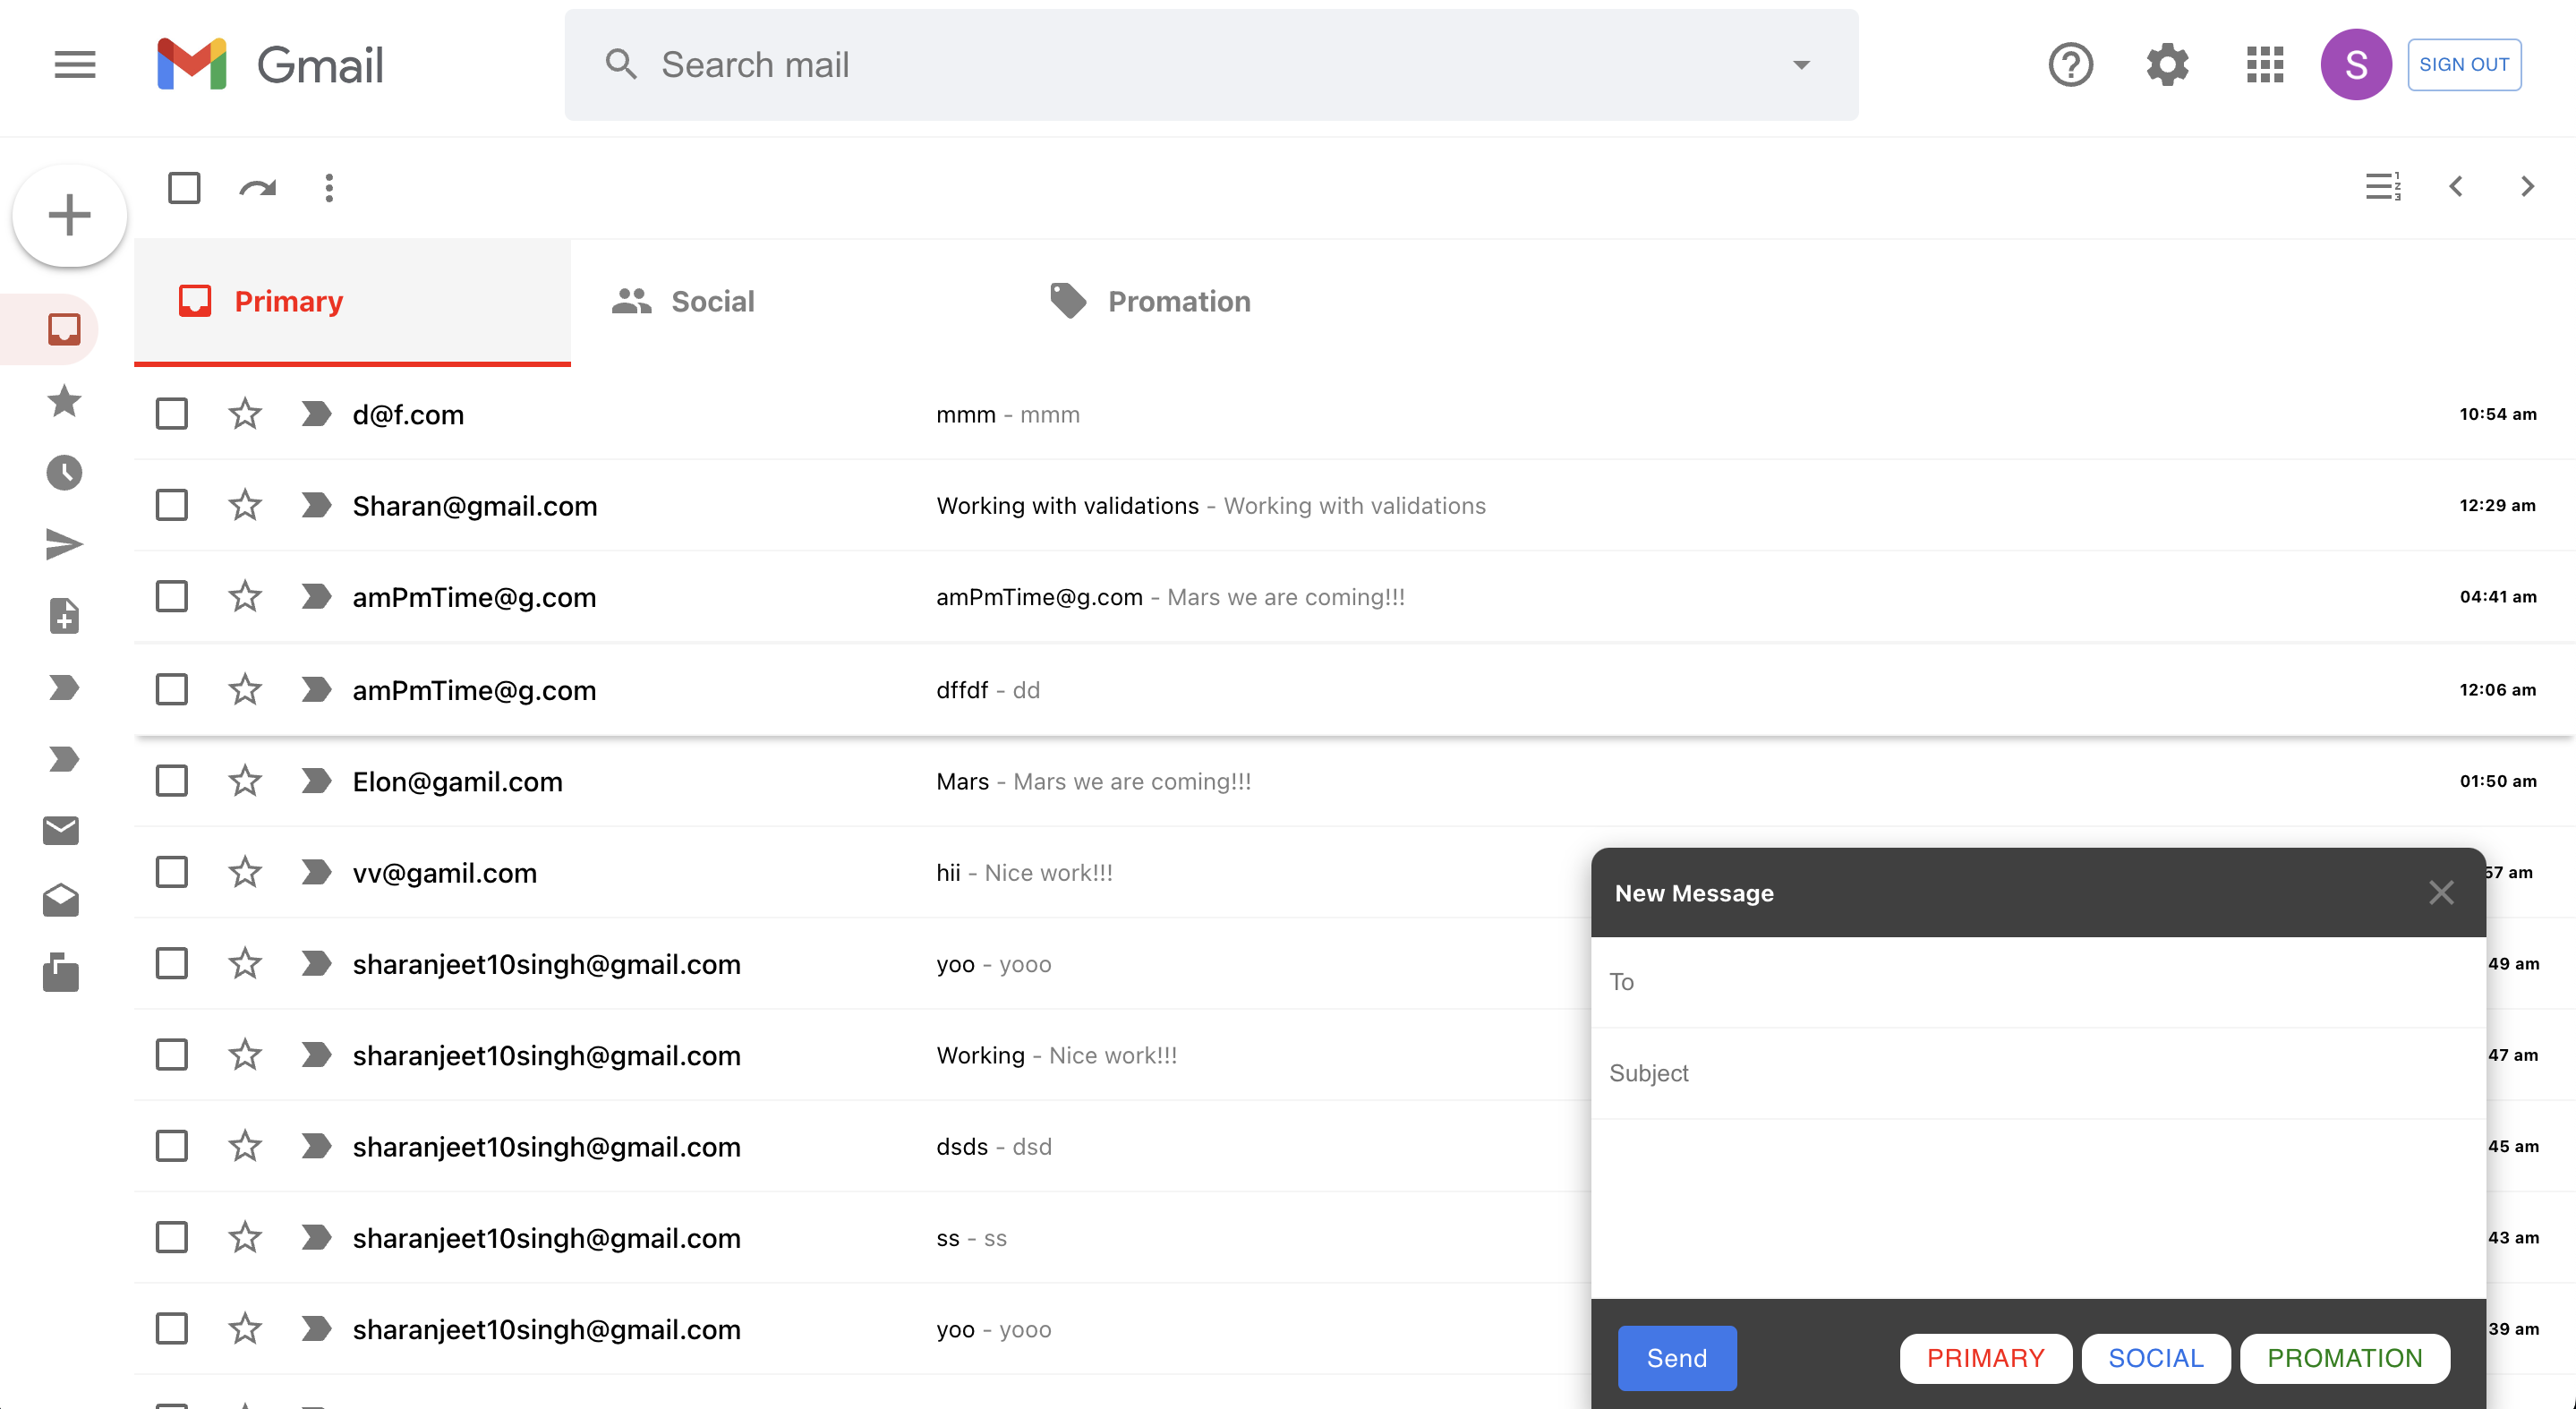 Gmail
Search mail
S
SIGN OUT
Primary
Social
Promation
d@f.com mmm - mmm 10:54 am
Sharan@gmail.com Working with validations - Working with validations 12:29 am
amPmTime@g.com amPmTime@g.com - Mars we are coming!!! 04:41 am
amPmTime@g.com dffdf - dd 12:06 am
Elon@gamil.com Mars - Mars we are coming!!! 01:50 am
vv@gamil.com hii - Nice work!!! 57 am
sharanjeet10singh@gmail.com yoo - yooo 49 am
sharanjeet10singh@gmail.com Working - Nice work!!! 47 am
sharanjeet10singh@gmail.com dsds - dsd 45 am
sharanjeet10singh@gmail.com ss - ss 43 am
sharanjeet10singh@gmail.com yoo - yooo 39 am
New Message
To
Subject
Send
PRIMARY
SOCIAL
PROMATION